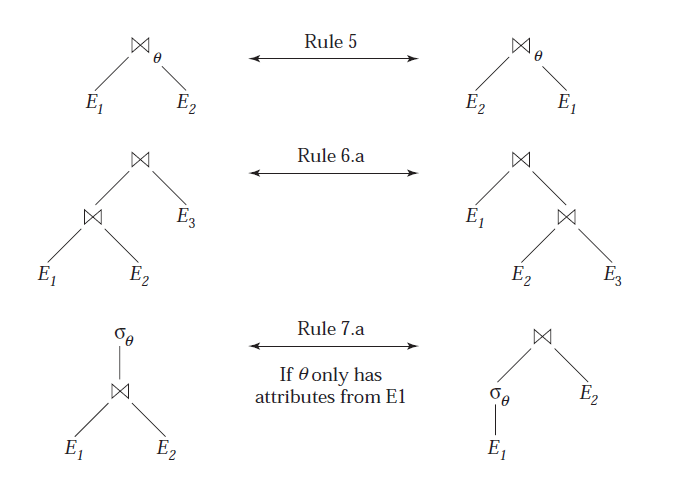 ⋈θ Rule 5 ⋈θ
E1 E2 E2 E1
⋈ Rule 6.a ⋈
⋈ E3 E1 ⋈
E1 E2 E2 E3
σθ Rule 7.a ⋈
If θ only has
attributes from E1
⋈ σθ E2
E1 E2 E1